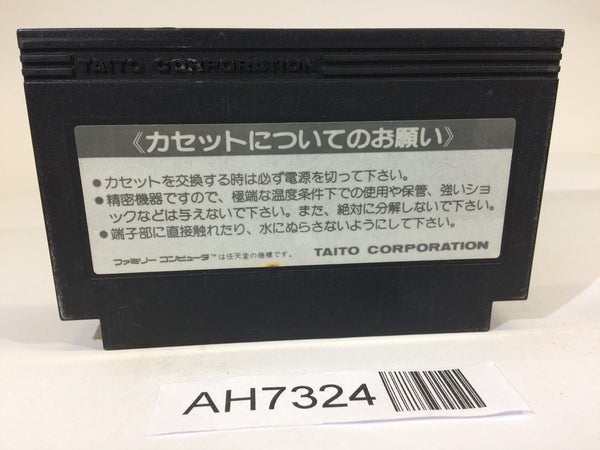 TAITO CORPORATION
《カセットについてのお願い》
●カセットを交換する時は必ず電源を切って下さい。
●精密機器ですので、極端な温度条件下での使用や保管、強いショ
ックなどは与えないで下さい。また、絶対に分解しないで下さい。
●端子部に直接触れたり、水にぬらさないようにして下さい。
ファミリーコンピュータ™は任天堂の商標です。 TAITO CORPORATION
AH7324